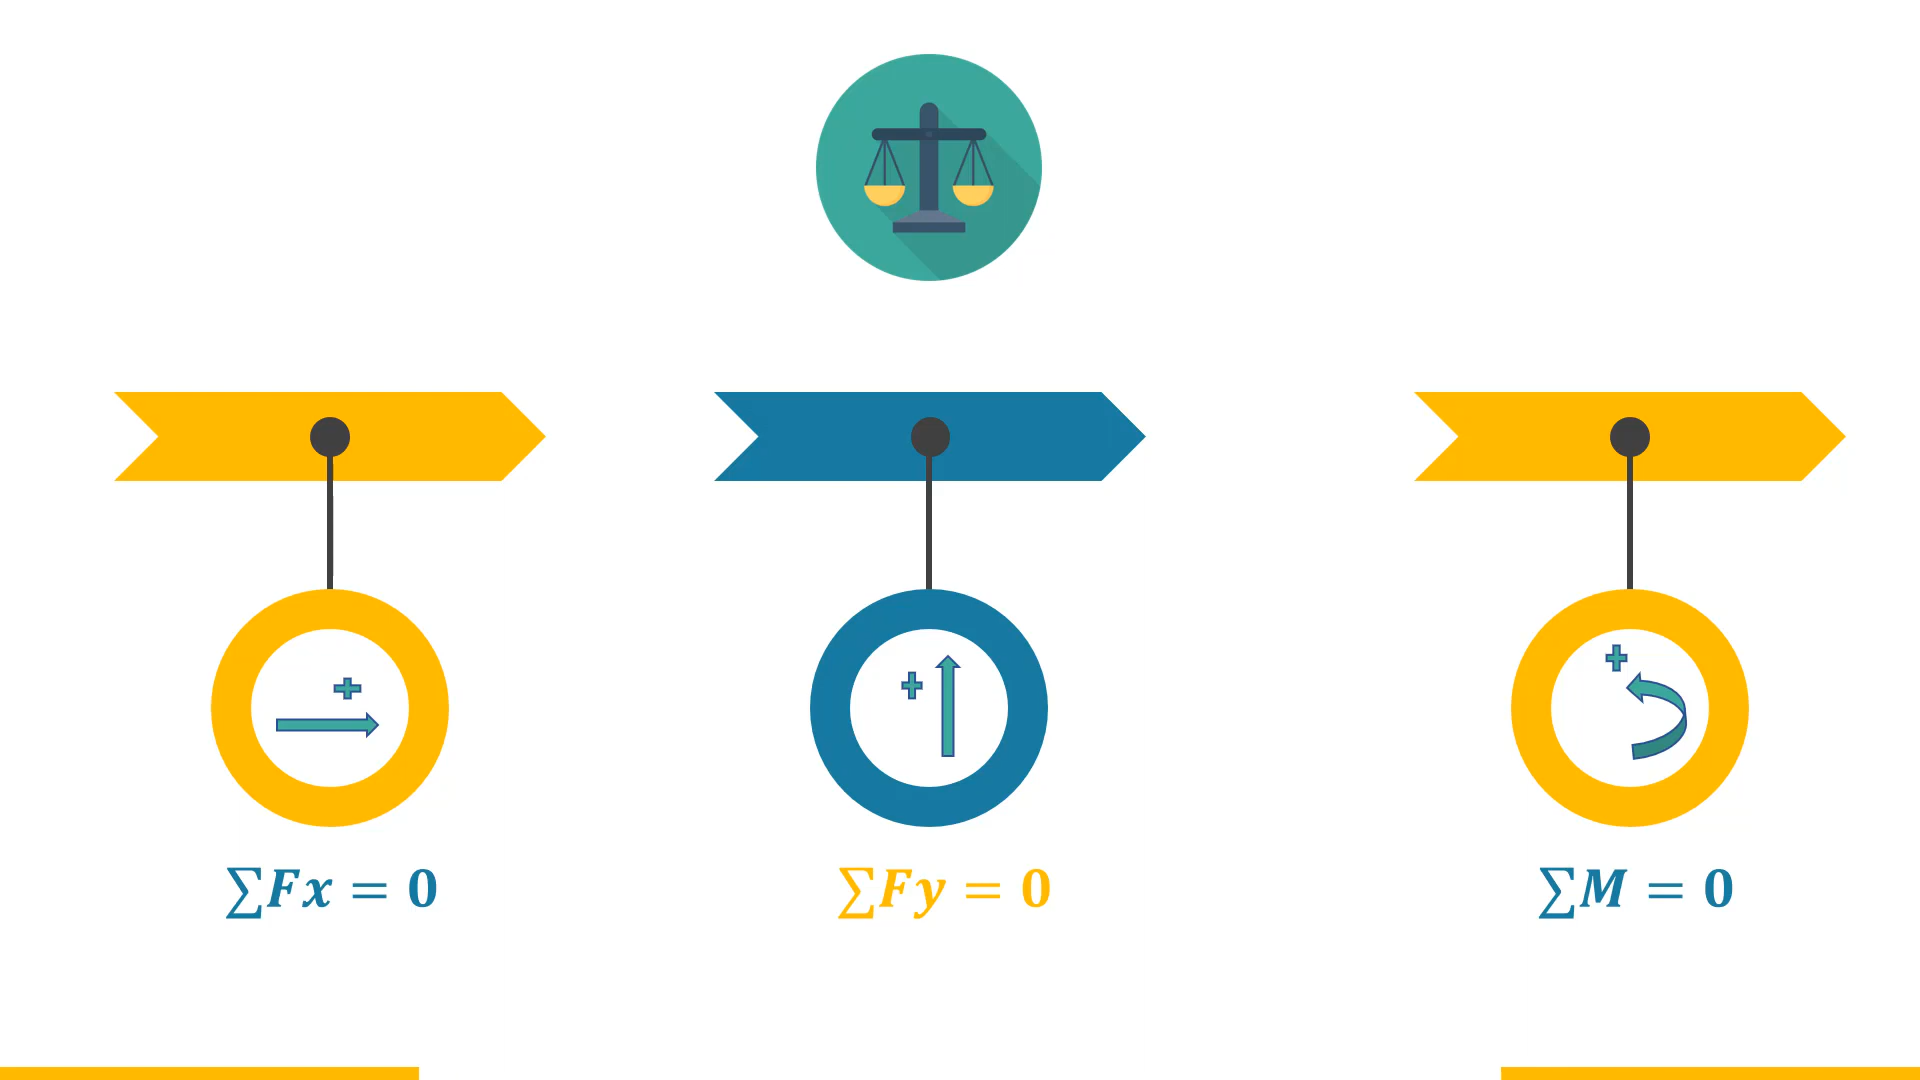 ∑Fx = 0
∑Fy = 0
∑M = 0